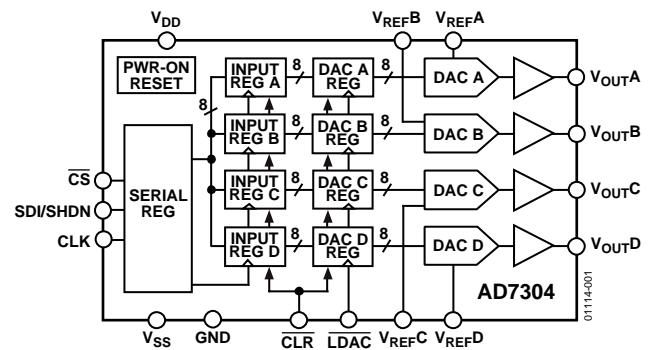 VDD VREFB VREFA
PWR-ON
RESET
8
INPUT
REG A
8
DAC A
REG
8
DAC A
VOUTA
INPUT
REG B
8
DAC B
REG
8
DAC B
VOUTB
CS
SDI/SHDN
CLK
SERIAL
REG
INPUT
REG C
8
DAC C
REG
8
DAC C
VOUTC
INPUT
REG D
8
DAC D
REG
8
DAC D
VOUTD
AD7304
01114-001
VSS GND CLR LDAC VREFC VREFD